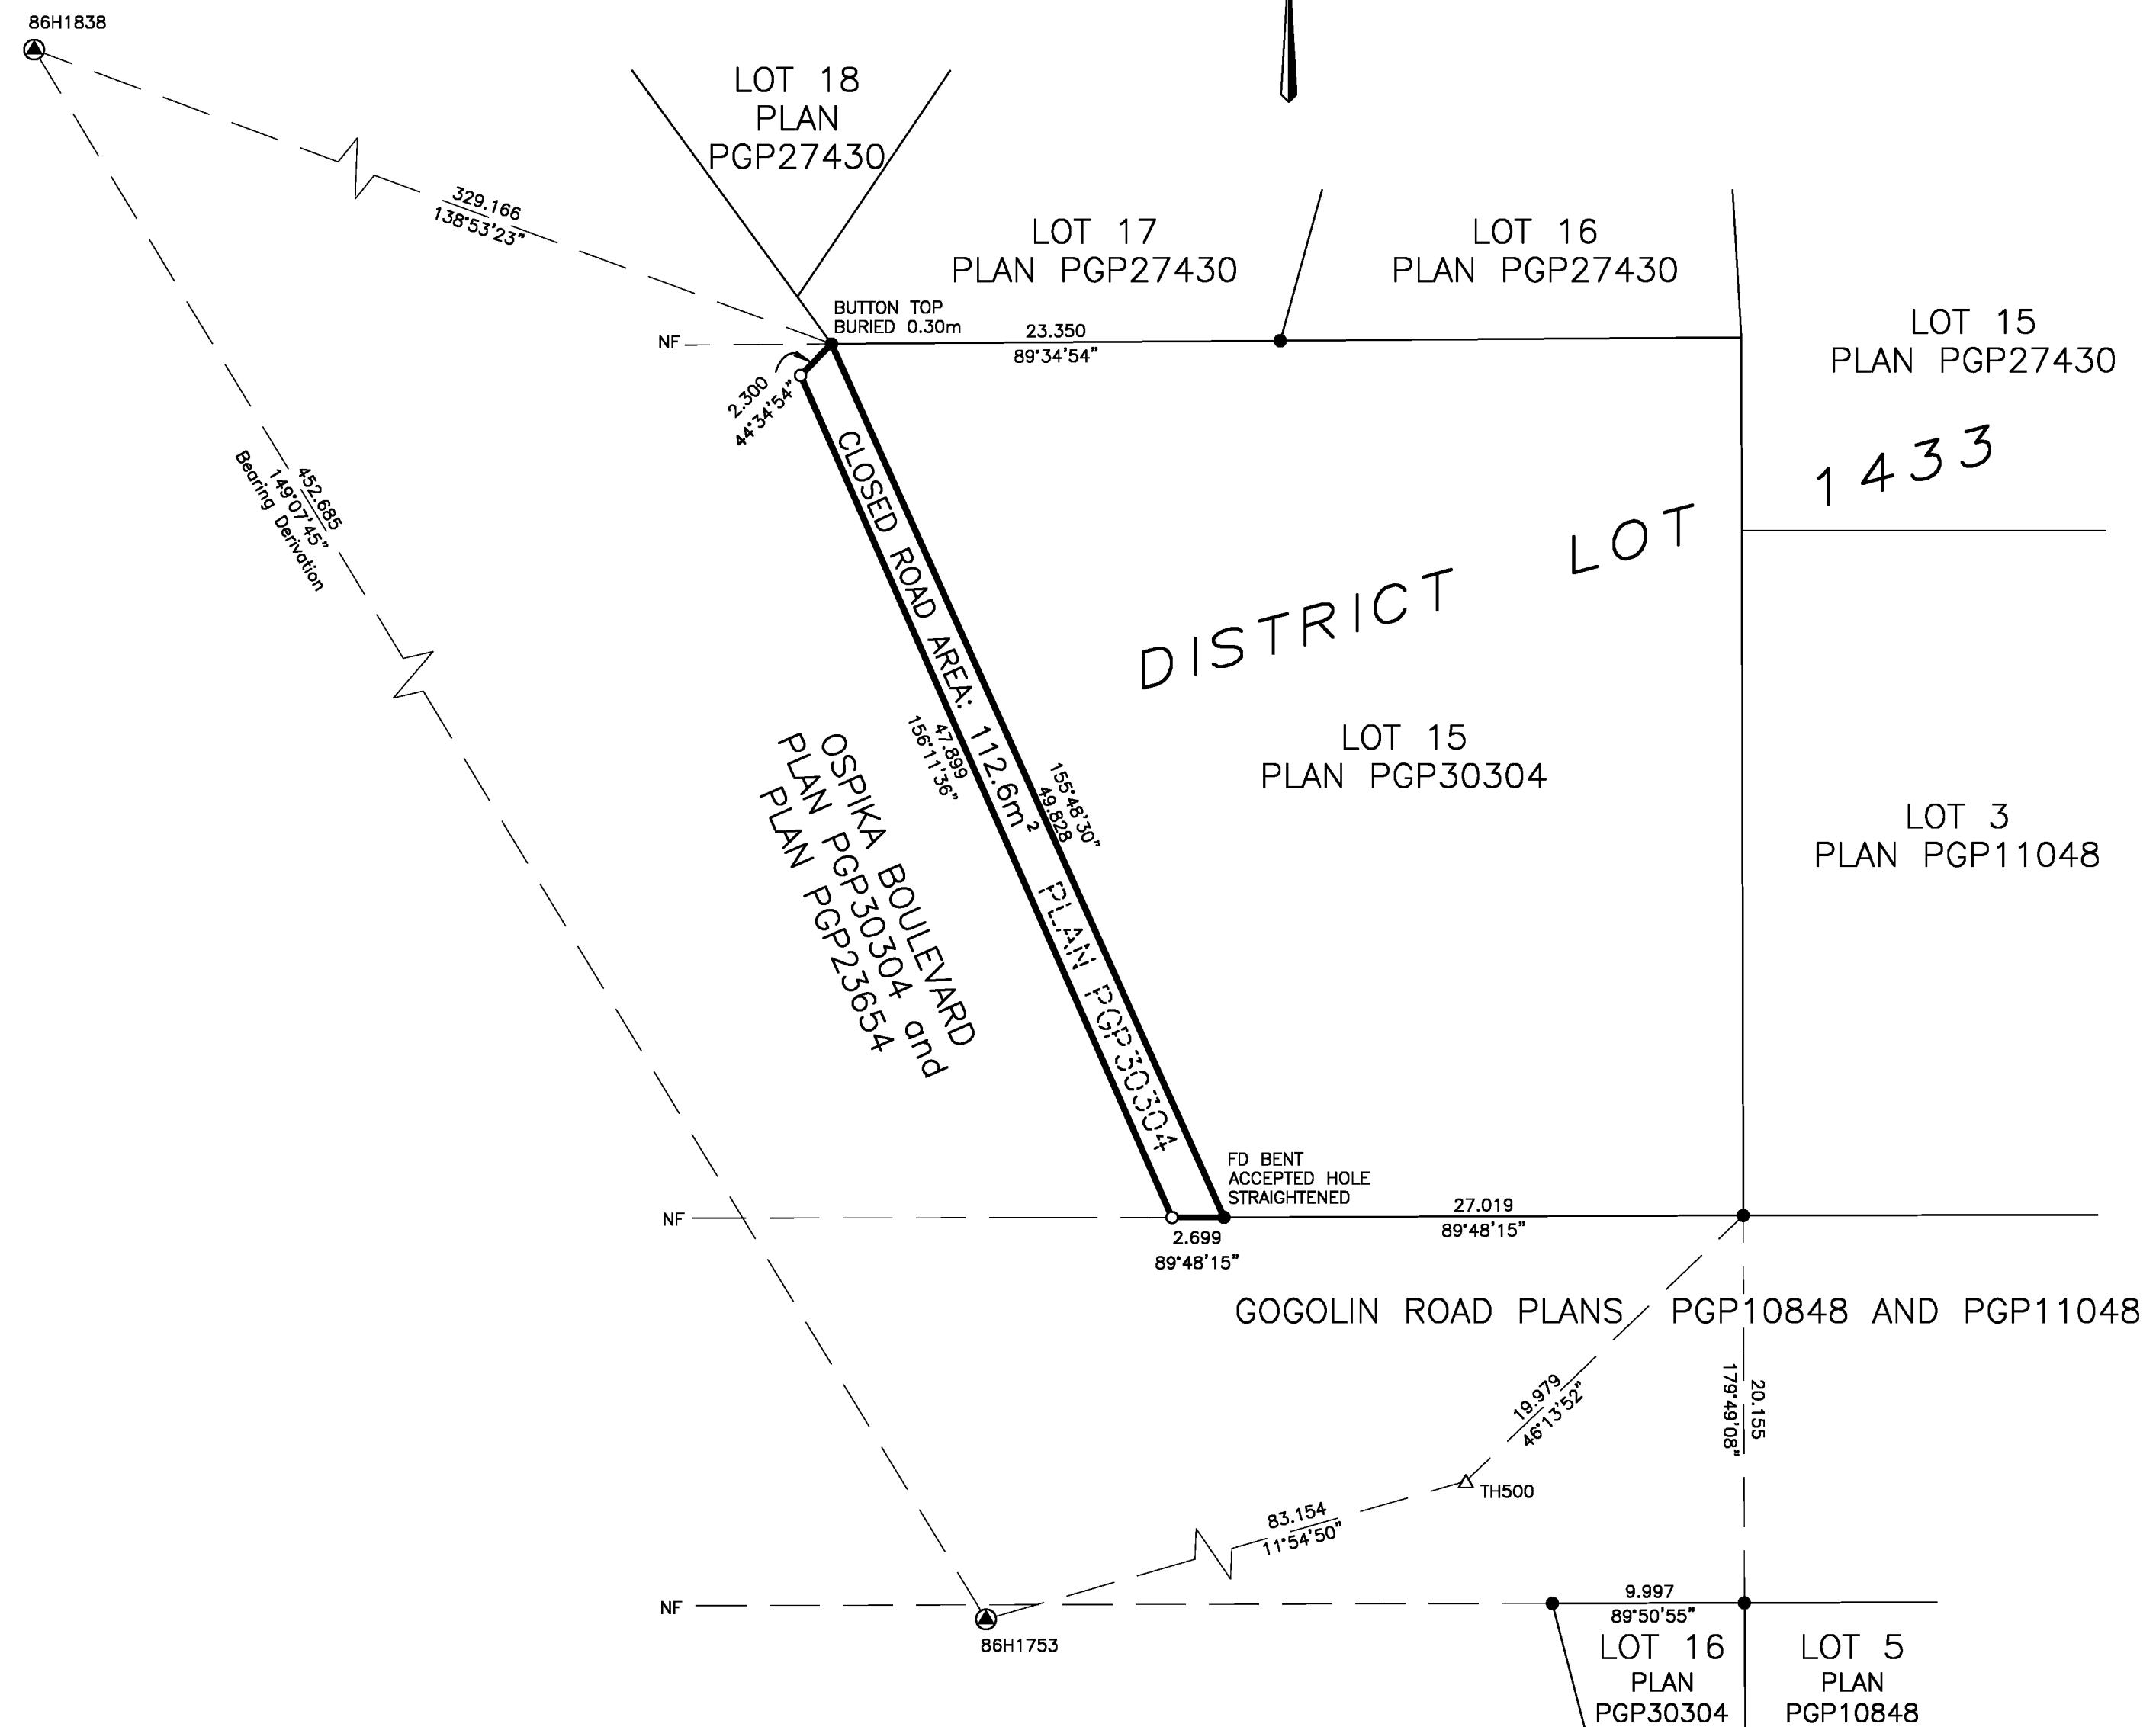 86H1838
LOT 18
PLAN
PGP27430
329.166
138°53'23"
LOT 17
PLAN PGP27430
LOT 16
PLAN PGP27430
LOT 15
PLAN PGP27430
BUTTON TOP
BURIED 0.30m
NF
23.350
89°34'54"
2.300
44°34'54"
452.685
149°07'45"
Bearing Derivation
DISTRICT LOT 1433
CLOSED ROAD AREA: 112.6m² PLAN PGP30304
47.899
156°11'36"
155°48'30"
49.828
LOT 15
PLAN PGP30304
LOT 3
PLAN PGP11048
OSPIKA BOULEVARD
PLAN PGP30304 and
PLAN PGP23654
FD BENT
ACCEPTED HOLE
STRAIGHTENED
NF
2.699
89°48'15"
27.019
89°48'15"
GOGOLIN ROAD PLANS PGP10848 AND PGP11048
19.979
46°13'52"
20.155
179°49'08"
TH500
83.154
11°54'50"
NF
86H1753
9.997
89°50'55"
LOT 16
PLAN
PGP30304
LOT 5
PLAN
PGP10848